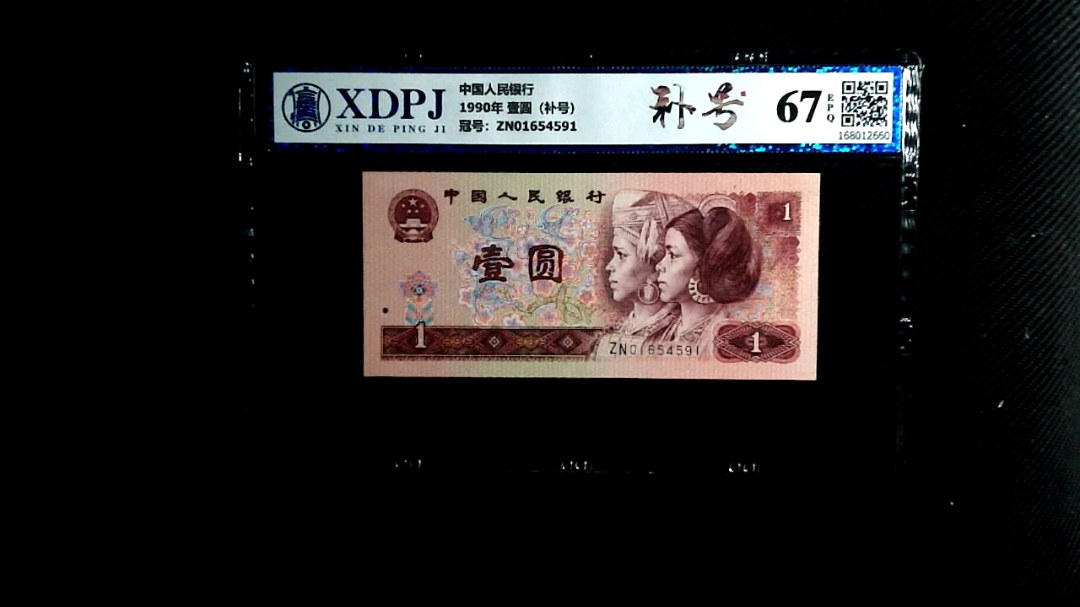 XDPJ
XIN DE PING JI
中国人民银行
1990年 壹圆（补号）
冠号：ZN01654591
补号
67
EPQ
168012660
中国人民银行
1
壹圆
1
1
ZN01654591